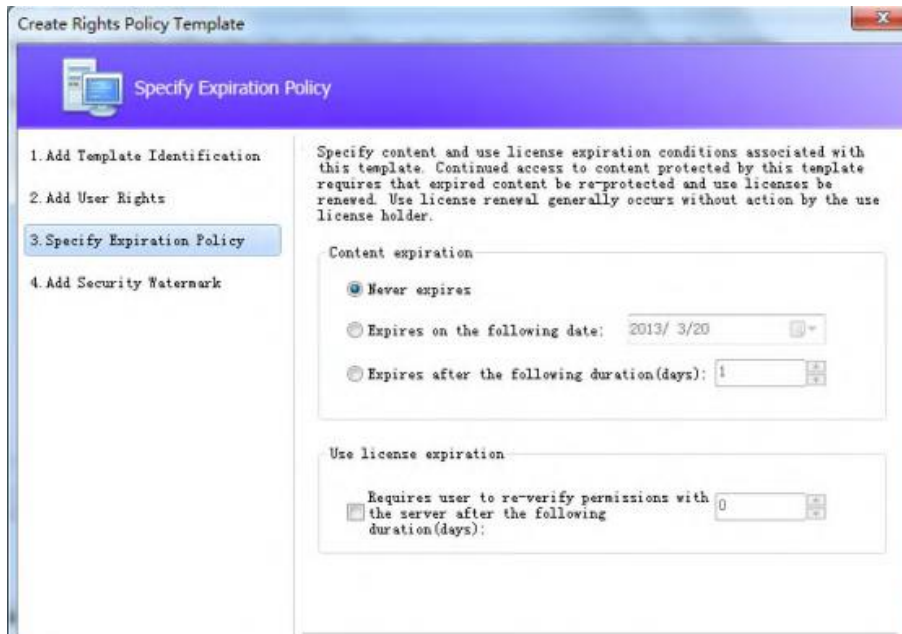 Create Rights Policy Template
Specify Expiration Policy
1.Add Template Identification
2.Add User Rights
3.Specify Expiration Policy
4.Add Security Watermark
Specify content and use license expiration conditions associated with
this template. Continued access to content protected by this template
requires that expired content be re-protected and use licenses be
renewed. Use license renewal generally occurs without action by the use
license holder.
Content expiration
Never expires
Expires on the following date: 2013/ 3/20
Expires after the following duration(days): 1
Use license expiration
Requires user to re-verify permissions with
the server after the following
duration(days): 0